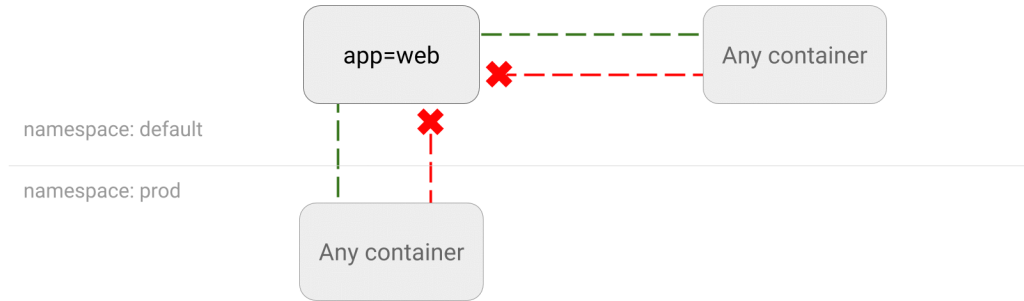 app=web
Any container
namespace: default
namespace: prod
Any container